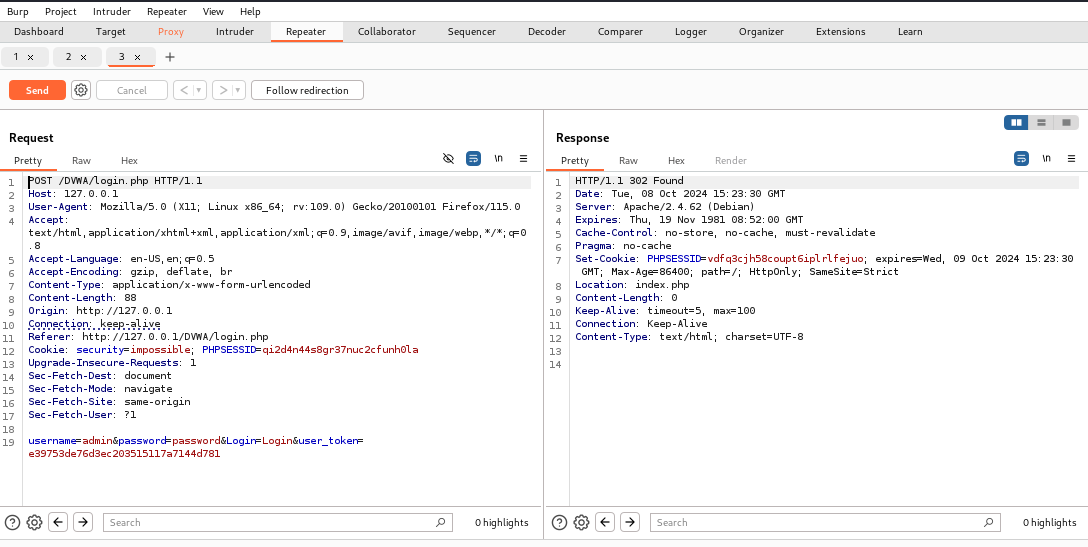 Burp Project Intruder Repeater View Help
Dashboard Target Proxy Intruder Repeater Collaborator Sequencer Decoder Comparer Logger Organizer Extensions Learn
1 × 2 × 3 × +
Send Cancel < > Follow redirection
Request
Pretty Raw Hex \n
1 POST /DVWA/login.php HTTP/1.1
2 Host: 127.0.0.1
3 User-Agent: Mozilla/5.0 (X11; Linux x86_64; rv:109.0) Gecko/20100101 Firefox/115.0
4 Accept:
text/html,application/xhtml+xml,application/xml;q=0.9,image/avif,image/webp,*/*;q=0
.8
5 Accept-Language: en-US,en;q=0.5
6 Accept-Encoding: gzip, deflate, br
7 Content-Type: application/x-www-form-urlencoded
8 Content-Length: 88
9 Origin: http://127.0.0.1
10 Connection: keep-alive
11 Referer: http://127.0.0.1/DVWA/login.php
12 Cookie: security=impossible; PHPSESSID=qi2d4n44s8gr37nuc2cfunh0la
13 Upgrade-Insecure-Requests: 1
14 Sec-Fetch-Dest: document
15 Sec-Fetch-Mode: navigate
16 Sec-Fetch-Site: same-origin
17 Sec-Fetch-User: ?1
18
19 username=admin&password=password&Login=Login&user_token=
e39753de76d3ec203515117a7144d781
Search 0 highlights
Response
Pretty Raw Hex Render \n
1 HTTP/1.1 302 Found
2 Date: Tue, 08 Oct 2024 15:23:30 GMT
3 Server: Apache/2.4.62 (Debian)
4 Expires: Thu, 19 Nov 1981 08:52:00 GMT
5 Cache-Control: no-store, no-cache, must-revalidate
6 Pragma: no-cache
7 Set-Cookie: PHPSESSID=vdfq3cjh58coupt6iplrlfejuo; expires=Wed, 09 Oct 2024 15:23:30
GMT; Max-Age=86400; path=/; HttpOnly; SameSite=Strict
8 Location: index.php
9 Content-Length: 0
10 Keep-Alive: timeout=5, max=100
11 Connection: Keep-Alive
12 Content-Type: text/html; charset=UTF-8
13
14
Search 0 highlights